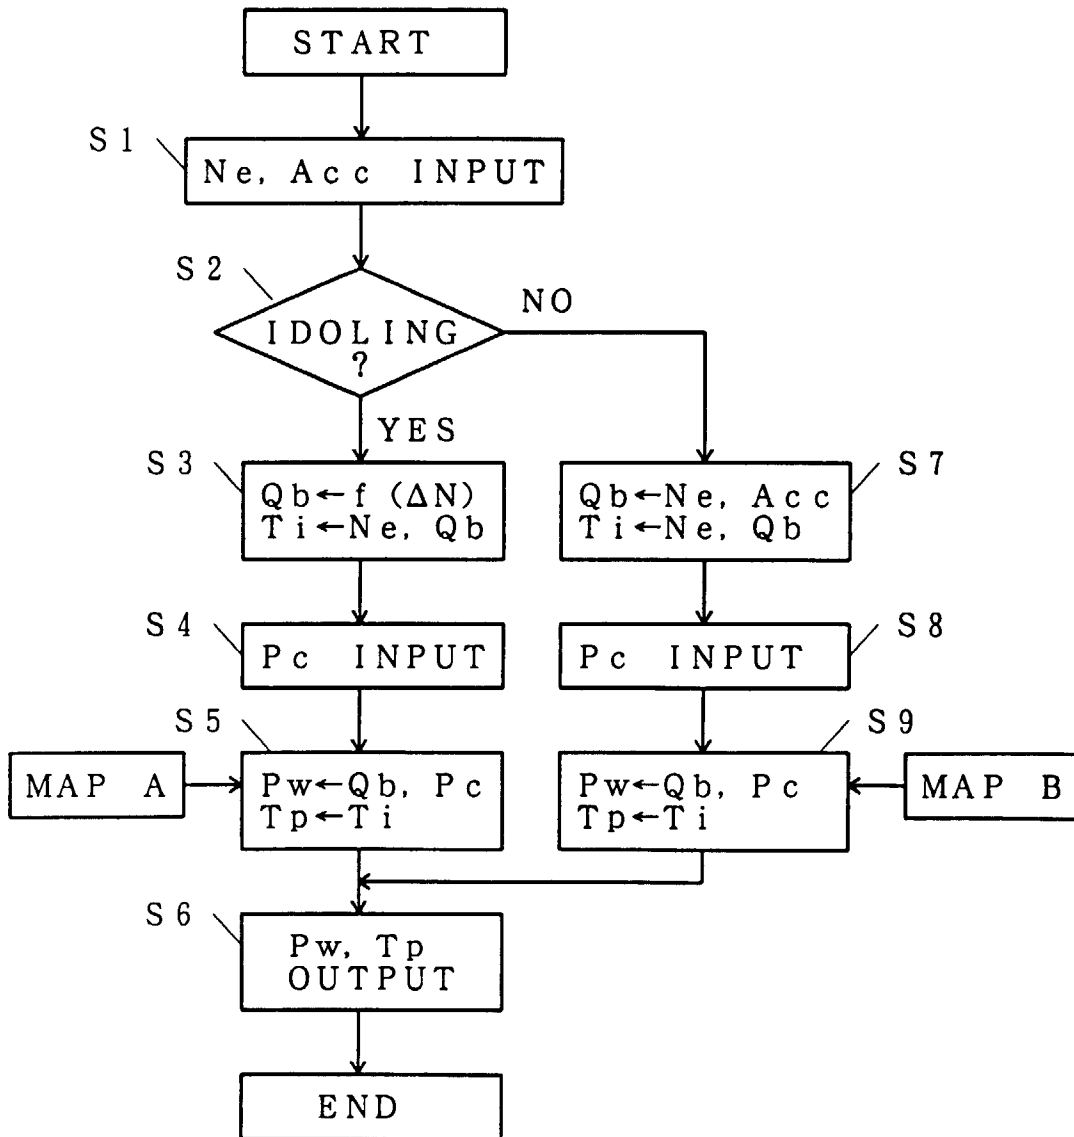 START
S1
Ne, Acc INPUT
S2
IDOLING
?
NO
YES
S3
Qb←f (ΔN)
Ti←Ne, Qb
S7
Qb←Ne, Acc
Ti←Ne, Qb
S4
Pc INPUT
S8
Pc INPUT
S5
MAP A
Pw←Qb, Pc
Tp←Ti
S9
Pw←Qb, Pc
Tp←Ti
MAP B
S6
Pw, Tp
OUTPUT
END